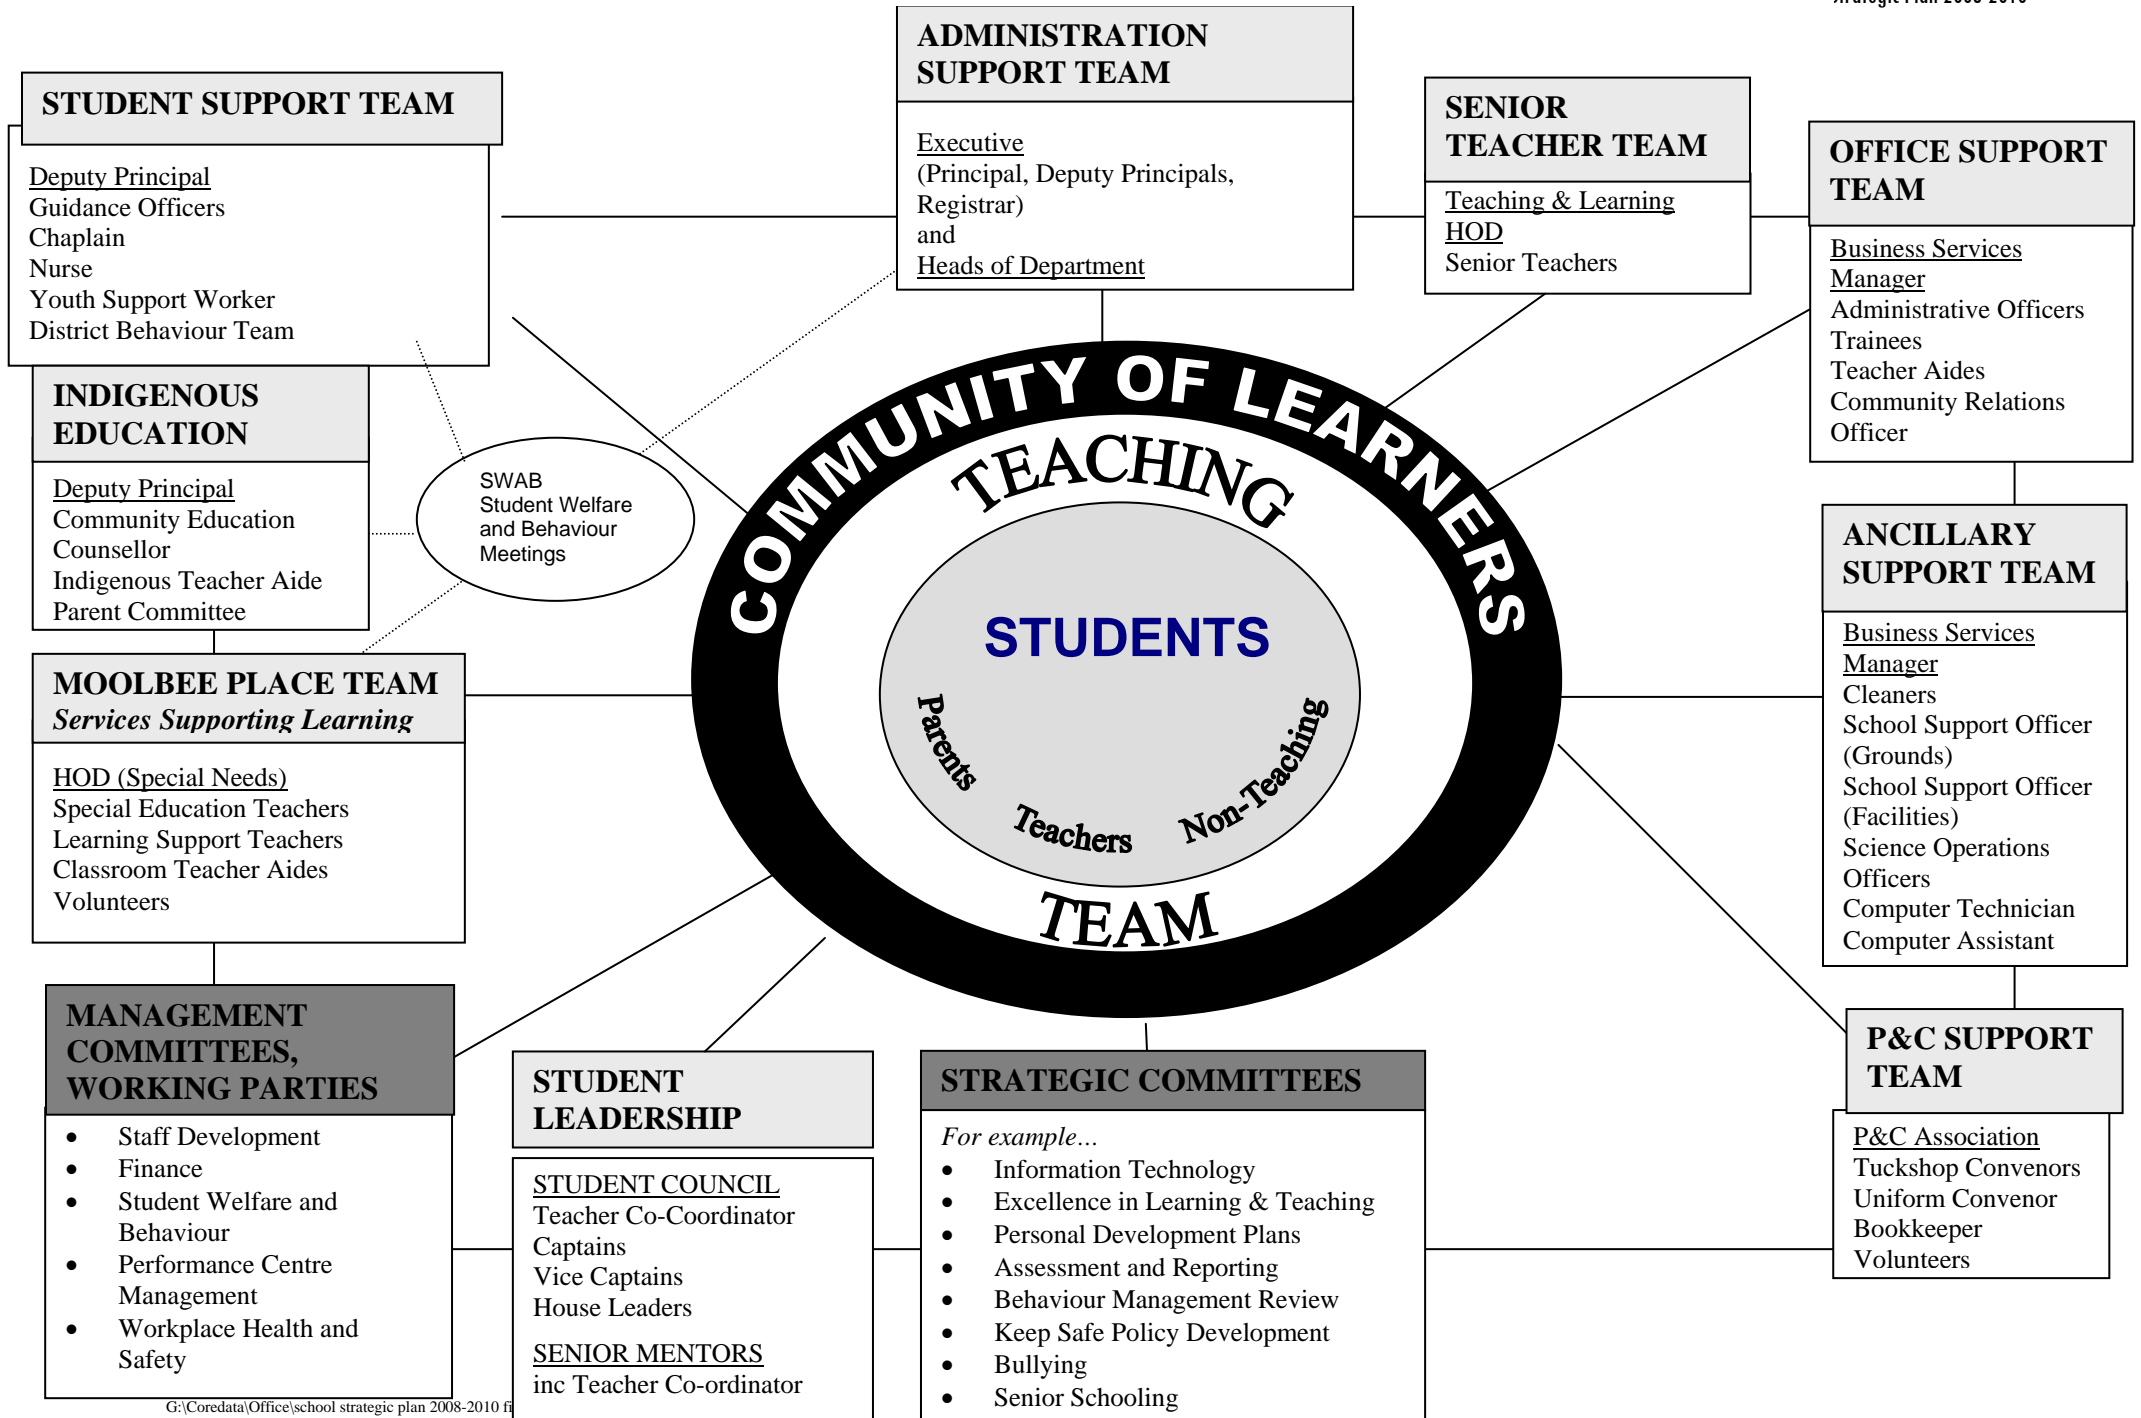 Strategic Plan 2008-2010
STUDENT SUPPORT TEAM
Deputy Principal
Guidance Officers
Chaplain
Nurse
Youth Support Worker
District Behaviour Team
ADMINISTRATION
SUPPORT TEAM
Executive
(Principal, Deputy Principals,
Registrar)
and
Heads of Department
SENIOR
TEACHER TEAM
Teaching & Learning
HOD
Senior Teachers
OFFICE SUPPORT
TEAM
Business Services
Manager
Administrative Officers
Trainees
Teacher Aides
Community Relations
Officer
INDIGENOUS
EDUCATION
Deputy Principal
Community Education
Counsellor
Indigenous Teacher Aide
Parent Committee
SWAB
Student Welfare
and Behaviour
Meetings
COMMUNITY OF LEARNERS
TEACHING
STUDENTS
Parents
Teachers
Non-Teaching
TEAM
ANCILLARY
SUPPORT TEAM
Business Services
Manager
Cleaners
School Support Officer
(Grounds)
School Support Officer
(Facilities)
Science Operations
Officers
Computer Technician
Computer Assistant
MOOLBEE PLACE TEAM
Services Supporting Learning
HOD (Special Needs)
Special Education Teachers
Learning Support Teachers
Classroom Teacher Aides
Volunteers
MANAGEMENT
COMMITTEES,
WORKING PARTIES
• Staff Development
• Finance
• Student Welfare and
Behaviour
• Performance Centre
Management
• Workplace Health and
Safety
STUDENT
LEADERSHIP
STUDENT COUNCIL
Teacher Co-Coordinator
Captains
Vice Captains
House Leaders
SENIOR MENTORS
inc Teacher Co-ordinator
STRATEGIC COMMITTEES
For example…
• Information Technology
• Excellence in Learning & Teaching
• Personal Development Plans
• Assessment and Reporting
• Behaviour Management Review
• Keep Safe Policy Development
• Bullying
• Senior Schooling
P&C SUPPORT
TEAM
P&C Association
Tuckshop Convenors
Uniform Convenor
Bookkeeper
Volunteers
G:\Coredata\Office\school strategic plan 2008-2010 fi